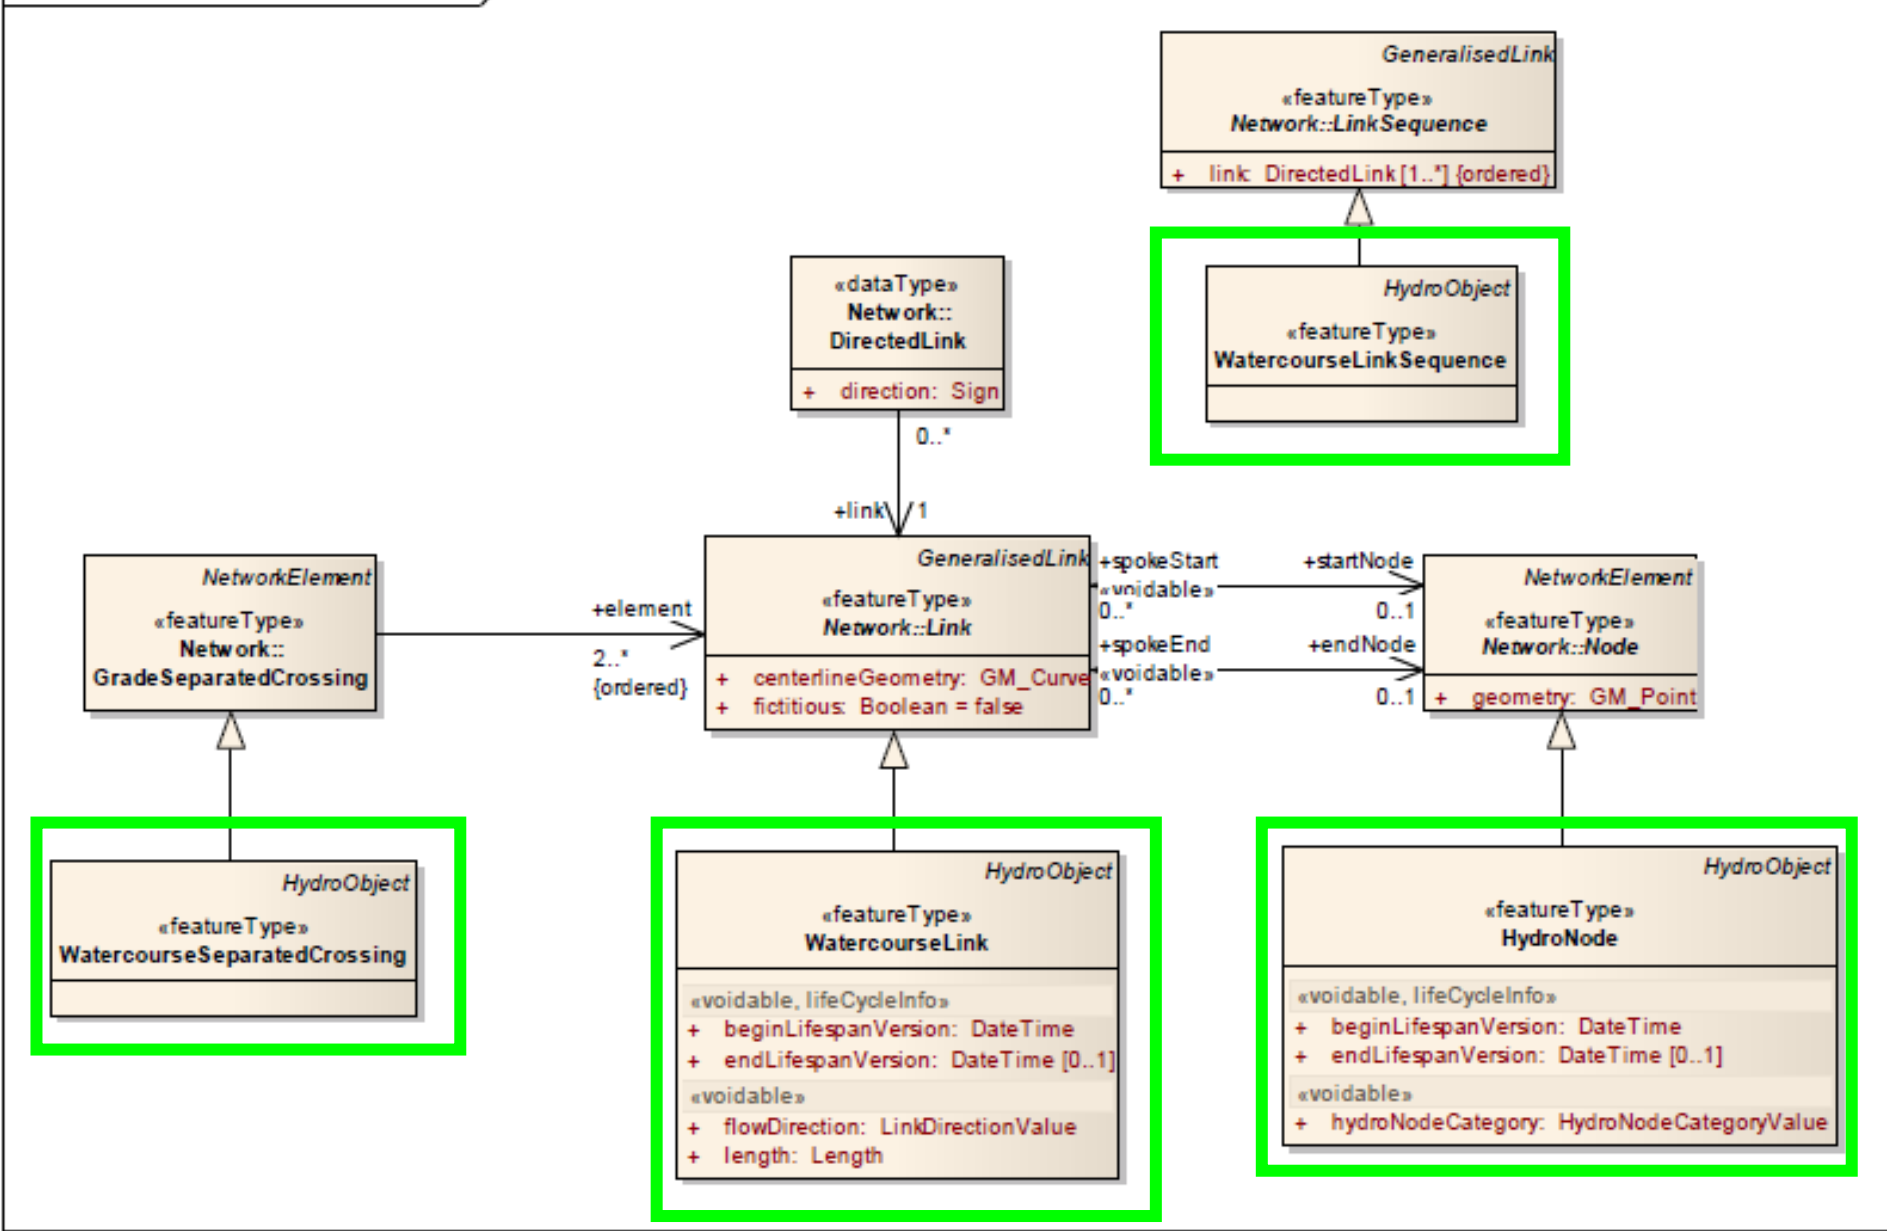 GeneralisedLink
«featureType»
Network::LinkSequence
+ link: DirectedLink [1..*] {ordered}
HydroObject
«featureType»
WatercourseLinkSequence
«dataType»
Network::
DirectedLink
+ direction: Sign
0..*
+link
1
NetworkElement
«featureType»
Network::
GradeSeparatedCrossing
+element
2..*
{ordered}
GeneralisedLink
«featureType»
Network::Link
+ centerlineGeometry: GM_Curve
+ fictitious: Boolean = false
+spokeStart
+startNode
«voidable»
0..*
0..1
+spokeEnd
+endNode
«voidable»
0..*
0..1
NetworkElement
«featureType»
Network::Node
+ geometry: GM_Point
HydroObject
«featureType»
WatercourseSeparatedCrossing
HydroObject
«featureType»
WatercourseLink
«voidable, lifeCycleInfo»
+ beginLifespanVersion: DateTime
+ endLifespanVersion: DateTime [0..1]
«voidable»
+ flowDirection: LinkDirectionValue
+ length: Length
HydroObject
«featureType»
HydroNode
«voidable, lifeCycleInfo»
+ beginLifespanVersion: DateTime
+ endLifespanVersion: DateTime [0..1]
«voidable»
+ hydroNodeCategory: HydroNodeCategoryValue